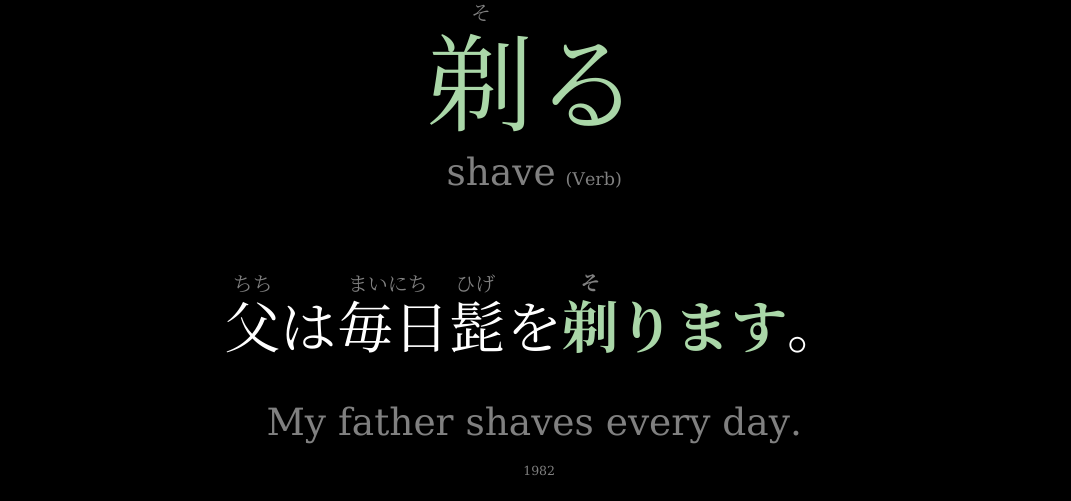 そ
剃る
shave (Verb)
ちち まいにち ひげ そ
父は毎日髭を剃ります。
My father shaves every day.
1982